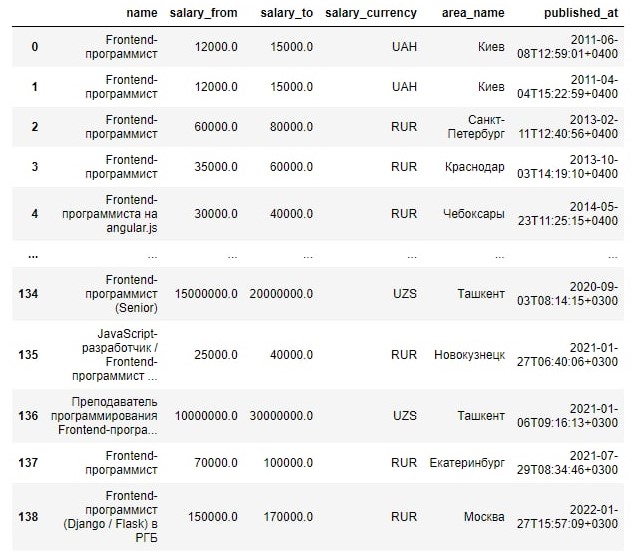 name salary_from salary_to salary_currency area_name published_at
0 Frontend-программист 12000.0 15000.0 UAH Киев 2011-06-08T12:59:01+0400
1 Frontend-программист 12000.0 15000.0 UAH Киев 2011-04-04T15:22:59+0400
2 Frontend-программист 60000.0 80000.0 RUR Санкт-Петербург 2013-02-11T12:40:56+0400
3 Frontend-программист 35000.0 60000.0 RUR Краснодар 2013-10-03T14:19:10+0400
4 Frontend-программиста на angular.js 30000.0 40000.0 RUR Чебоксары 2014-05-23T11:25:15+0400
... ... ... ... ... ... ...
134 Frontend-программист (Senior) 15000000.0 20000000.0 UZS Ташкент 2020-09-03T08:14:15+0300
135 JavaScript-разработчик / Frontend-программист ... 25000.0 40000.0 RUR Новокузнецк 2021-01-27T06:40:06+0300
136 Преподаватель программирования Frontend-програ... 10000000.0 30000000.0 UZS Ташкент 2021-01-06T09:16:13+0300
137 Frontend-программист 70000.0 100000.0 RUR Екатеринбург 2021-07-29T08:34:46+0300
138 Frontend-программист (Django / Flask) в РГБ 150000.0 170000.0 RUR Москва 2022-01-27T15:57:09+0300